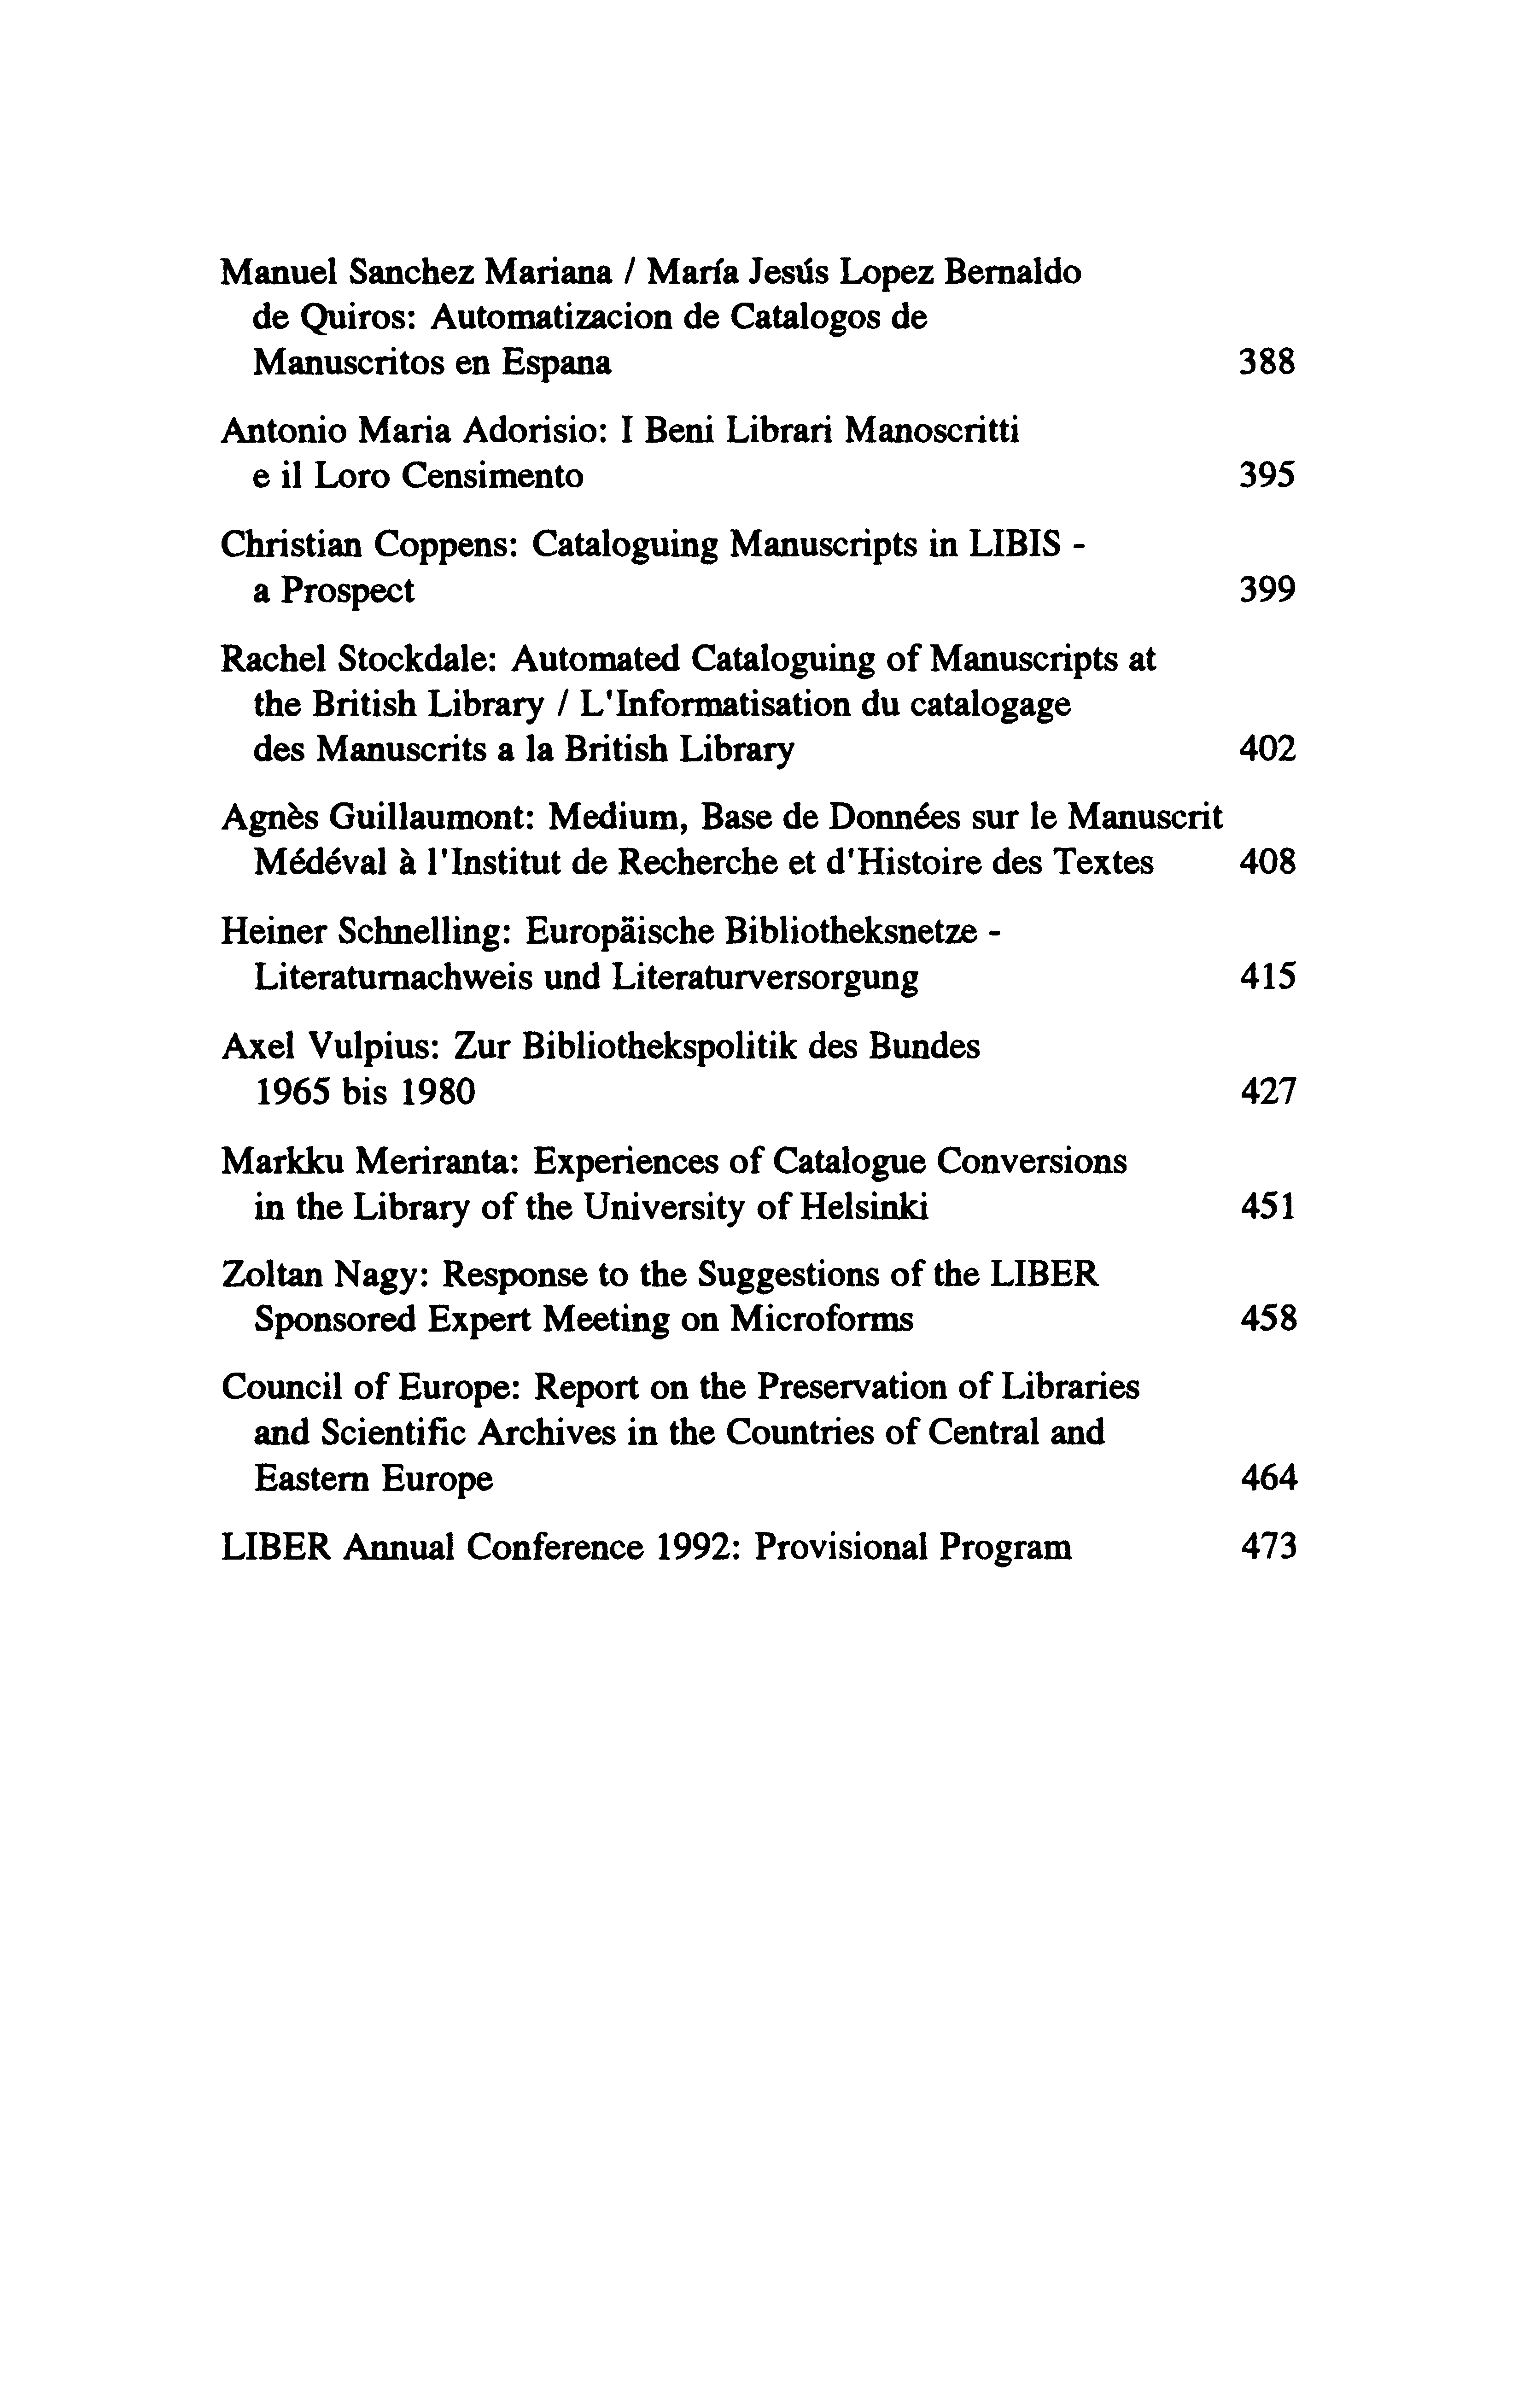 Manuel Sanchez Mariana / María Jesús Lopez Bernaldo
de Quiros: Automatizacion de Catalogos de
Manuscritos en Espana 388
Antonio Maria Adorisio: I Beni Librari Manoscritti
e il Loro Censimento 395
Christian Coppens: Cataloguing Manuscripts in LIBIS -
a Prospect 399
Rachel Stockdale: Automated Cataloguing of Manuscripts at
the British Library / L'Informatisation du catalogage
des Manuscrits a la British Library 402
Agnès Guillaumont: Medium, Base de Données sur le Manuscrit
Médéval à l'Institut de Recherche et d'Histoire des Textes 408
Heiner Schnelling: Europäische Bibliotheksnetze -
Literaturnachweis und Literaturversorgung 415
Axel Vulpius: Zur Bibliothekspolitik des Bundes
1965 bis 1980 427
Markku Meriranta: Experiences of Catalogue Conversions
in the Library of the University of Helsinki 451
Zoltan Nagy: Response to the Suggestions of the LIBER
Sponsored Expert Meeting on Microforms 458
Council of Europe: Report on the Preservation of Libraries
and Scientific Archives in the Countries of Central and
Eastern Europe 464
LIBER Annual Conference 1992: Provisional Program 473